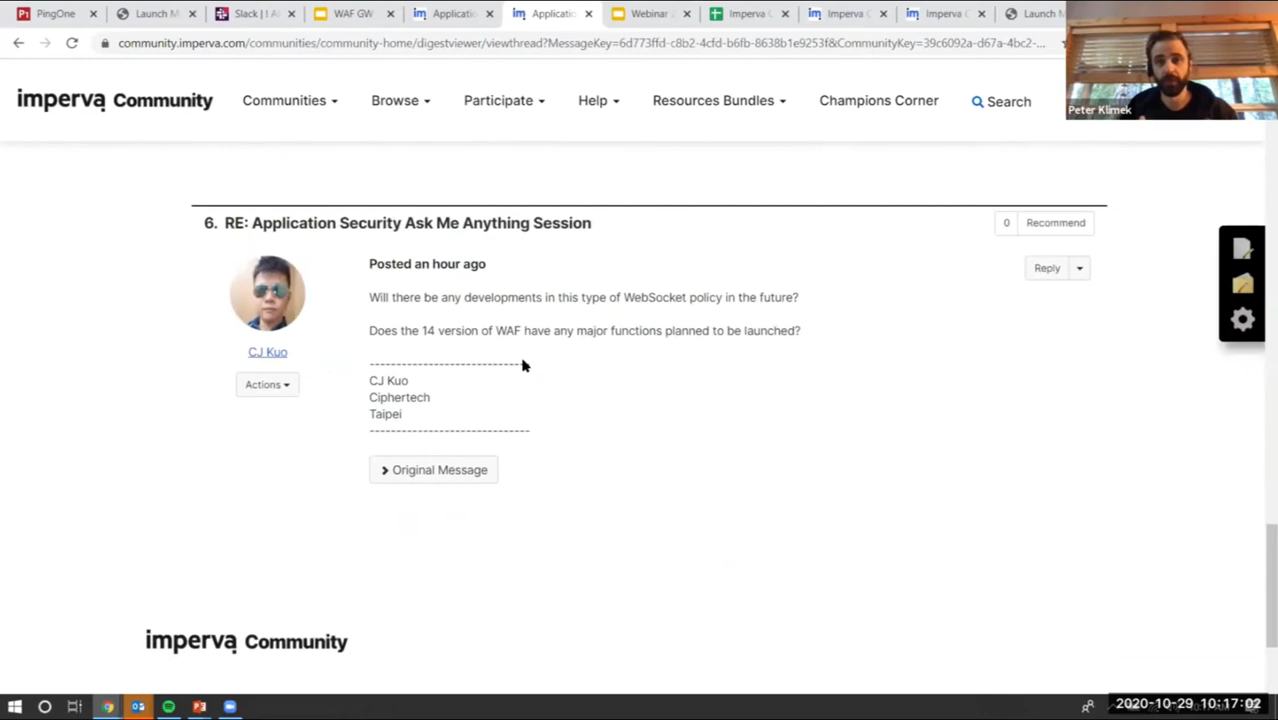 PingOne
Launch M
Slack | I A
WAF GW
Applicatio
Applicatio
Webinar
Imperva C
Imperva C
Imperva C
Launch M
community.imperva.com/communities/community-home/digestviewer/viewthread?MessageKey=6d773ffd-c8b2-4cfd-b6fb-8638b1e9253f&CommunityKey=39c6092a-d67a-4bc2-...
imperva Community
Communities
Browse
Participate
Help
Resources Bundles
Champions Corner
Search
Peter Klimek
6. RE: Application Security Ask Me Anything Session
0 Recommend
Posted an hour ago
Reply
Will there be any developments in this type of WebSocket policy in the future?
Does the 14 version of WAF have any major functions planned to be launched?
CJ Kuo
Actions
------------------------------
CJ Kuo
Ciphertech
Taipei
------------------------------
Original Message
imperva Community
2020-10-29 10:17:02